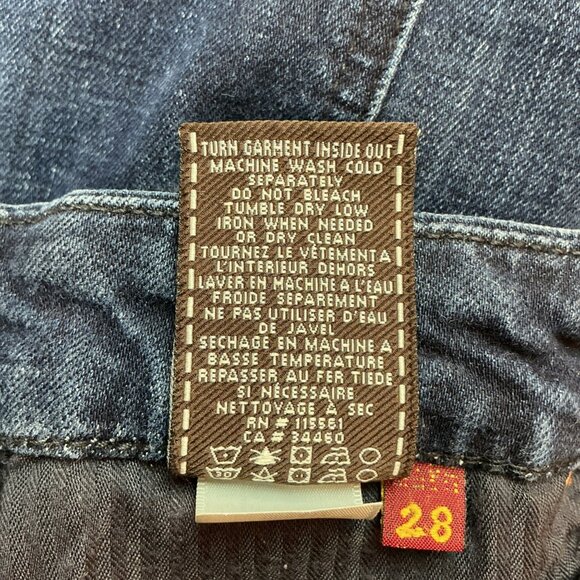 TURN GARMENT INSIDE OUT
MACHINE WASH COLD
SEPARATELY
DO NOT BLEACH
TUMBLE DRY LOW
IRON WHEN NEEDED
OR DRY CLEAN
TOURNEZ LE VÊTEMENT A
L'INTERIEUR DEHORS
LAVER EN MACHINE A L'EAU
FROIDE SEPAREMENT
NE PAS UTILISER D'EAU
DE JAVEL
SECHAGE EN MACHINE A
BASSE TEMPERATURE
REPASSER AU FER TIEDE
SI NÉCESSAIRE
NETTOYAGE A SEC
RN # 115561
CA # 34460
28